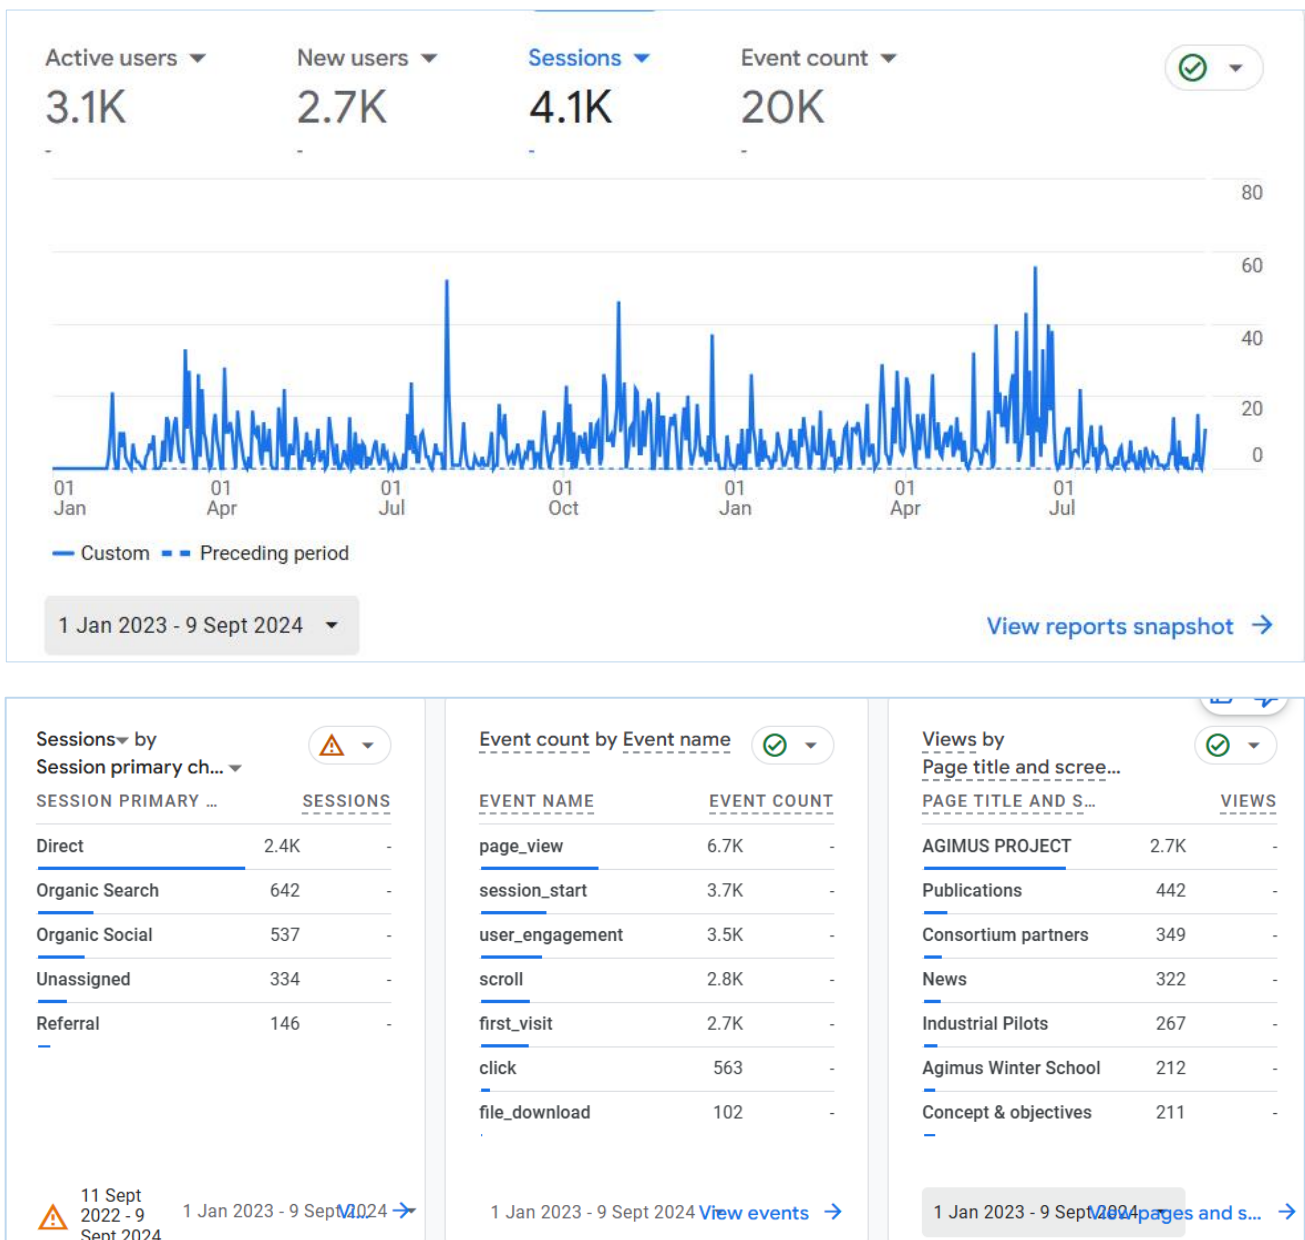 Active users New users Sessions Event count
3.1K 2.7K 4.1K 20K
- - - -
80
60
40
20
0
01 01 01 01 01 01 01
Jan Apr Jul Oct Jan Apr Jul
Custom Preceding period
1 Jan 2023 - 9 Sept 2024
View reports snapshot
Sessions by
Session primary ch...
SESSION PRIMARY ... SESSIONS
Direct 2.4K -
Organic Search 642 -
Organic Social 537 -
Unassigned 334 -
Referral 146 -
11 Sept
2022 - 9
Sept 2024
1 Jan 2023 - 9 Sept 2024
Vi...
Event count by Event name
EVENT NAME EVENT COUNT
page_view 6.7K -
session_start 3.7K -
user_engagement 3.5K -
scroll 2.8K -
first_visit 2.7K -
click 563 -
file_download 102 -
1 Jan 2023 - 9 Sept 2024
View events
Views by
Page title and scree...
PAGE TITLE AND S... VIEWS
AGIMUS PROJECT 2.7K -
Publications 442 -
Consortium partners 349 -
News 322 -
Industrial Pilots 267 -
Agimus Winter School 212 -
Concept & objectives 211 -
1 Jan 2023 - 9 Sept 2024
View pages and s...